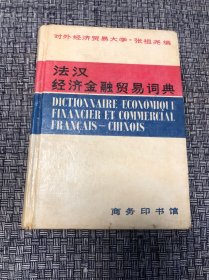 对外经济贸易大学·张祖尧编
法汉
经济金融贸易词典
DICTIONNAIRE ECONOMIQUE
FINANCIER ET COMMERCIAL
FRANÇAIS—CHINOIS
商务印书馆